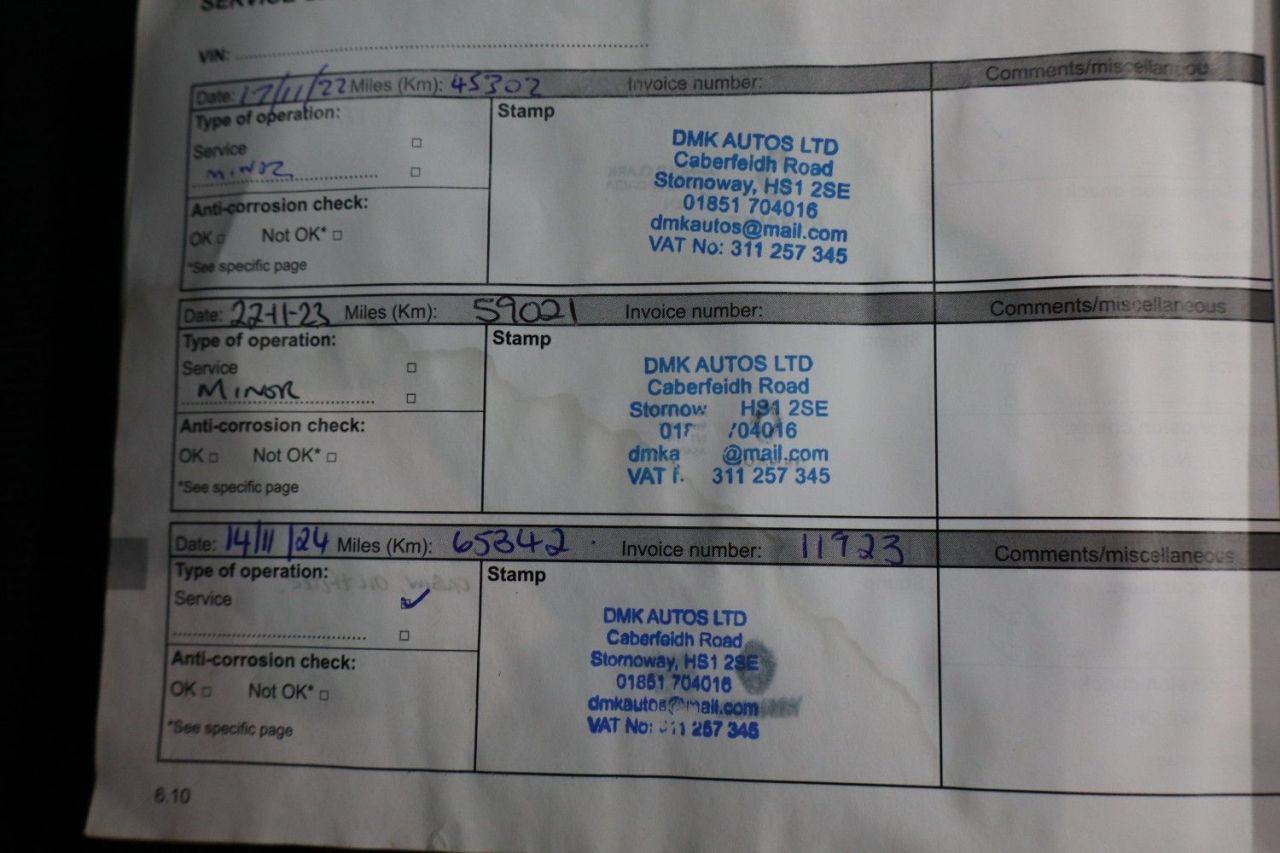 VIN:
Date: 17/11/22 Miles (Km): 45302 Invoice number: Comments/miscellaneou
Type of operation:
Stamp
Service
MINOR
Anti-corrosion check:
OK Not OK*
*See specific page
DMK AUTOS LTD
Caberfeidh Road
Stornoway, HS1 2SE
01851 704016
dmkautos@mail.com
VAT No: 311 257 345
Date: 22-11-23 Miles (Km): 59021 Invoice number: Comments/miscellaneous
Type of operation:
Stamp
Service
MINOR
Anti-corrosion check:
OK Not OK*
*See specific page
DMK AUTOS LTD
Caberfeidh Road
Stornow HS1 2SE
018 704016
dmka @mail.com
VAT 311 257 345
Date: 14/11/24 Miles (Km): 65342 Invoice number: 11923 Comments/miscellaneous
Type of operation:
Stamp
Service
Anti-corrosion check:
OK Not OK*
*See specific page
DMK AUTOS LTD
Caberfeidh Road
Stornoway, HS1 2SE
01851 704016
dmkautos@mail.com
VAT No: 311 257 345
6.10